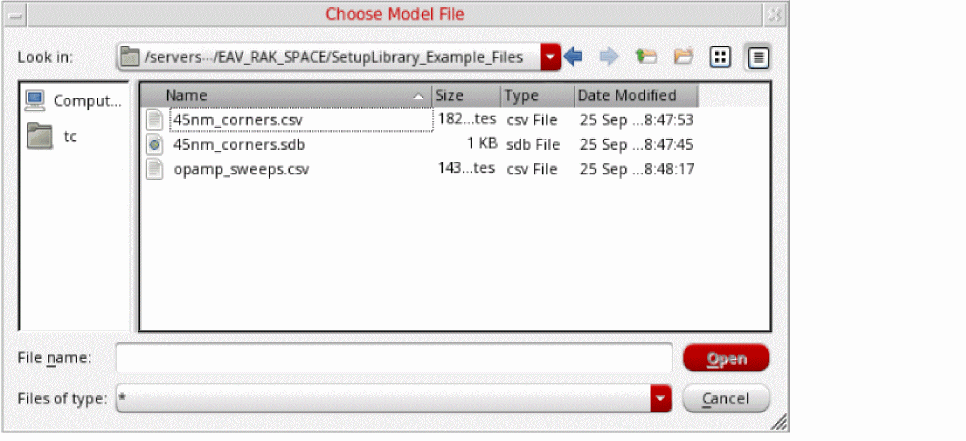 Choose Model File
Look in: /servers···/EAV_RAK_SPACE/SetupLibrary_Example_Files
Comput...
tc
Name Size Type Date Modified
45nm_corners.csv 182...tes csv File 25 Sep ...8:47:53
45nm_corners.sdb 1 KB sdb File 25 Sep ...8:47:45
opamp_sweeps.csv 143...tes csv File 25 Sep ...8:48:17
File name: Open
Files of type: * Cancel